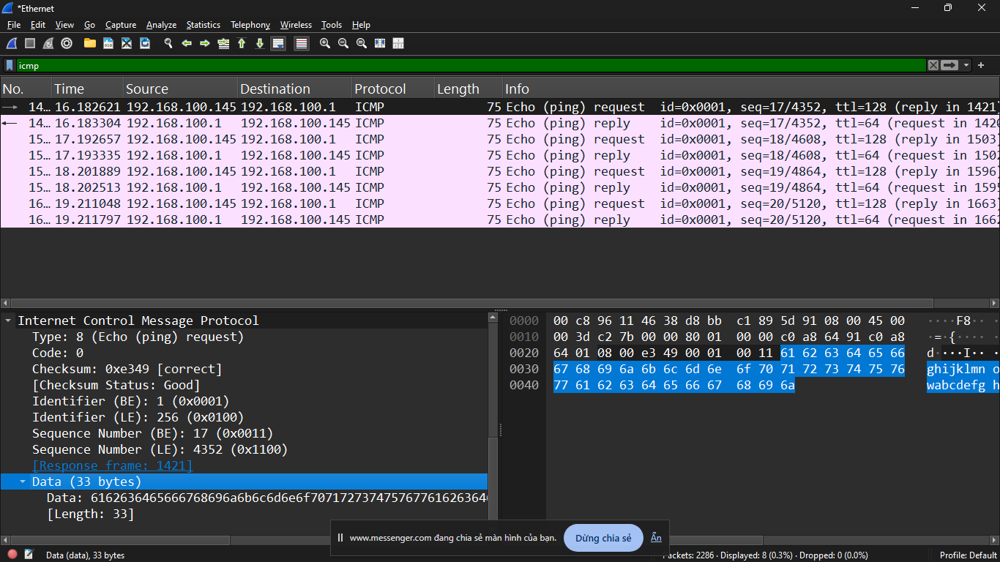 *Ethernet
File Edit View Go Capture Analyze Statistics Telephony Wireless Tools Help
icmp
No. Time Source Destination Protocol Length Info
14… 16.182621 192.168.100.145 192.168.100.1 ICMP 75 Echo (ping) request id=0x0001, seq=17/4352, ttl=128 (reply in 1421)
14… 16.183304 192.168.100.1 192.168.100.145 ICMP 75 Echo (ping) reply id=0x0001, seq=17/4352, ttl=64 (request in 142
15… 17.192657 192.168.100.145 192.168.100.1 ICMP 75 Echo (ping) request id=0x0001, seq=18/4608, ttl=128 (reply in 1503)
15… 17.193335 192.168.100.1 192.168.100.145 ICMP 75 Echo (ping) reply id=0x0001, seq=18/4608, ttl=64 (request in 150
15… 18.201889 192.168.100.145 192.168.100.1 ICMP 75 Echo (ping) request id=0x0001, seq=19/4864, ttl=128 (reply in 1596)
15… 18.202513 192.168.100.1 192.168.100.145 ICMP 75 Echo (ping) reply id=0x0001, seq=19/4864, ttl=64 (request in 159
16… 19.211048 192.168.100.145 192.168.100.1 ICMP 75 Echo (ping) request id=0x0001, seq=20/5120, ttl=128 (reply in 1663)
16… 19.211797 192.168.100.1 192.168.100.145 ICMP 75 Echo (ping) reply id=0x0001, seq=20/5120, ttl=64 (request in 166
Internet Control Message Protocol
Type: 8 (Echo (ping) request)
Code: 0
Checksum: 0xe349 [correct]
[Checksum Status: Good]
Identifier (BE): 1 (0x0001)
Identifier (LE): 256 (0x0100)
Sequence Number (BE): 17 (0x0011)
Sequence Number (LE): 4352 (0x1100)
[Response frame: 1421]
Data (33 bytes)
Data: 6162636465666768696a6b6c6d6e6f7071727374757677616263646
[Length: 33]
0000 00 c8 96 11 46 38 d8 bb c1 89 5d 91 08 00 45 00 ····F8··
0010 00 3d c2 7b 00 00 80 01 00 00 c0 a8 64 91 c0 a8 ·=·{····
0020 64 01 08 00 e3 49 00 01 00 11 61 62 63 64 65 66 d····I··
0030 67 68 69 6a 6b 6c 6d 6e 6f 70 71 72 73 74 75 76 ghijklmn o
0040 77 61 62 63 64 65 66 67 68 69 6a wabcdefg h
www.messenger.com đang chia sẻ màn hình của bạn. Dừng chia sẻ Ẩn
Data (data), 33 bytes
ackets: 2286 · Displayed: 8 (0.3%) · Dropped: 0 (0.0%)
Profile: Default